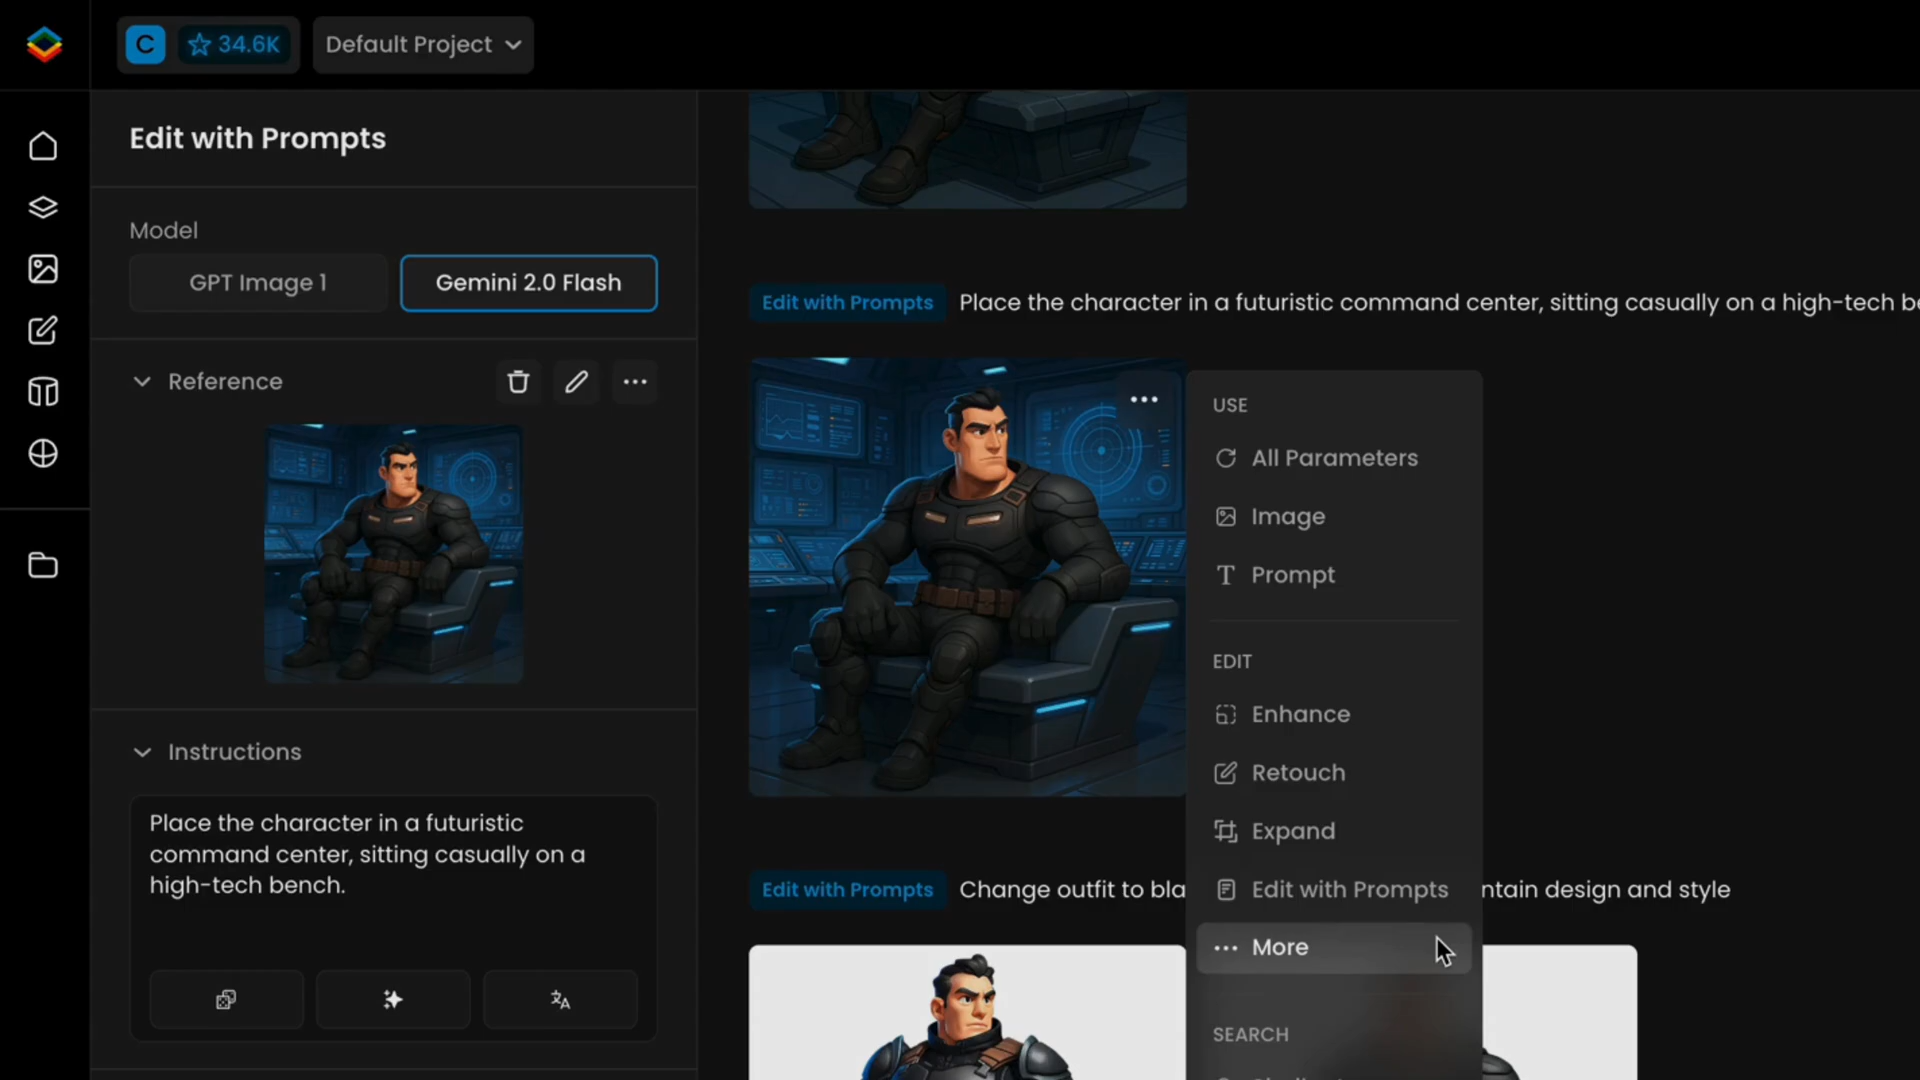 C
34.6K
Default Project
Edit with Prompts
Model
GPT Image 1
Gemini 2.0 Flash
Reference
Instructions
Place the character in a futuristic
command center, sitting casually on a
high-tech bench.
Edit with Prompts
Place the character in a futuristic command center, sitting casually on a high-tech
USE
All Parameters
Image
Prompt
EDIT
Enhance
Retouch
Expand
Edit with Prompts
More
SEARCH
Edit with Prompts
Change outfit to
design and style